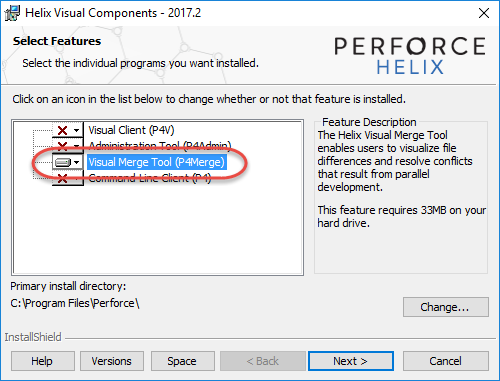 Helix Visual Components - 2017.2
Select Features
Select the individual programs you want installed.
PERFORCE
HELIX
Click on an icon in the list below to change whether or not that feature is installed.
Visual Client (P4V)
Administration Tool (P4Admin)
Visual Merge Tool (P4Merge)
Command-Line Client (P4)
Feature Description
The Helix Visual Merge Tool
enables users to visualize file
differences and resolve conflicts
that result from parallel
development.
This feature requires 33MB on your
hard drive.
Primary install directory:
C:\Program Files\Perforce\
Change...
InstallShield
Help
Versions
Space
< Back
Next >
Cancel